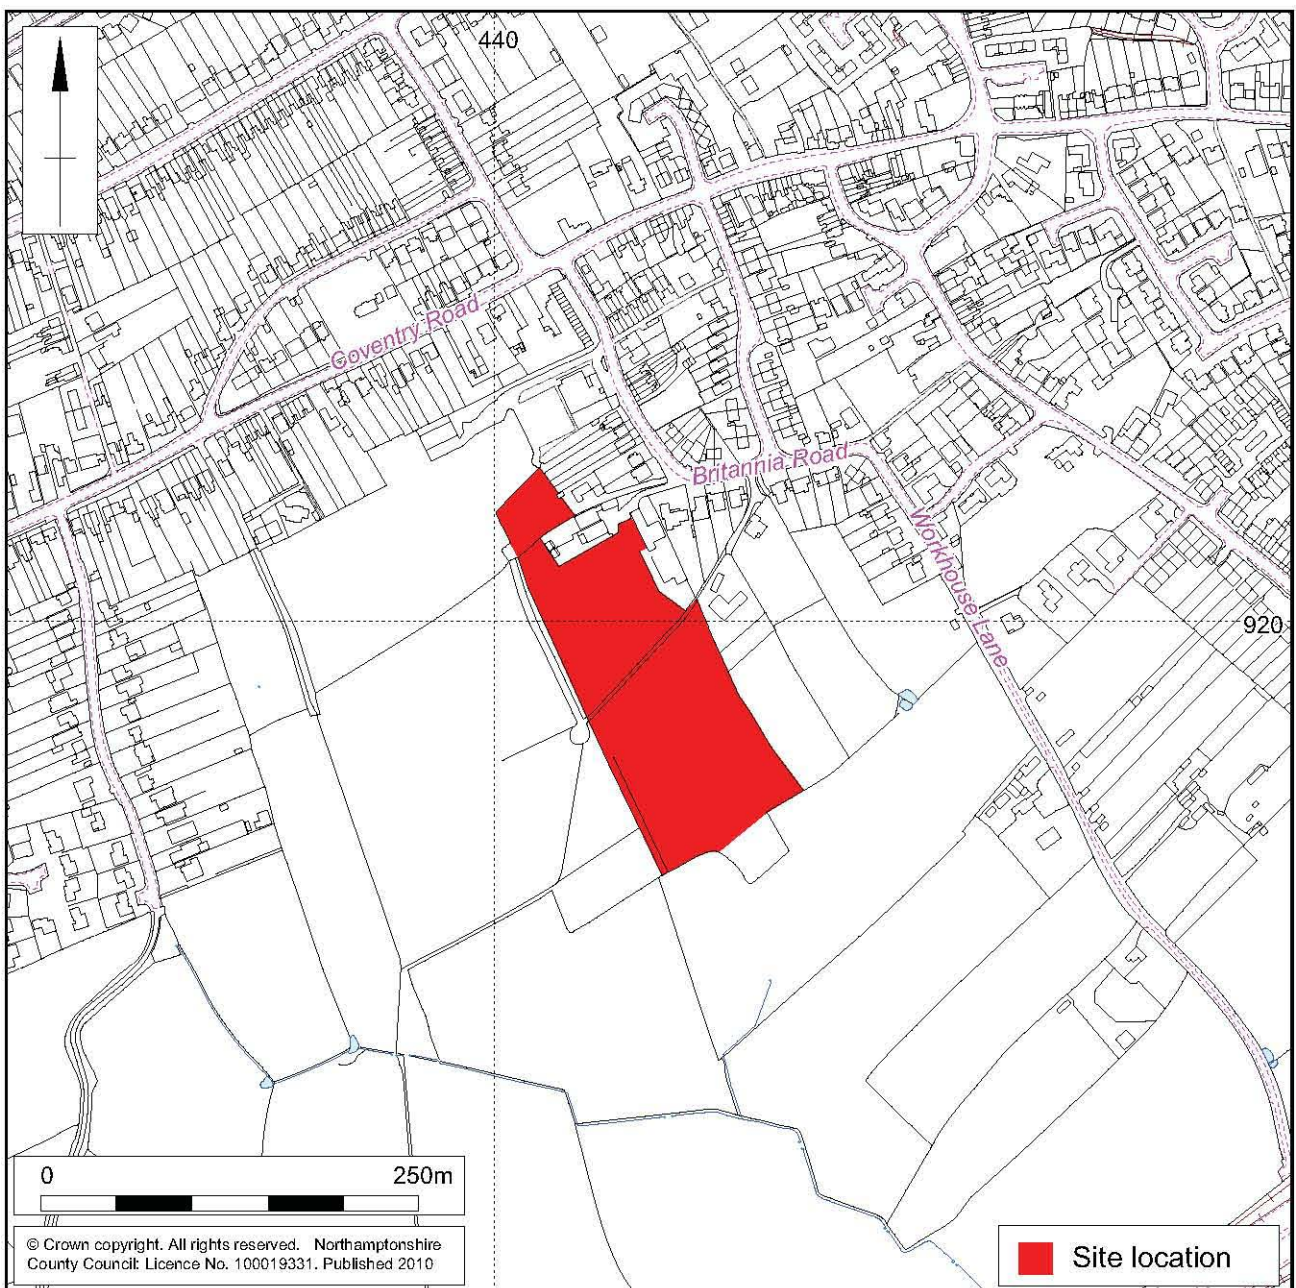 440
Coventry Road
Britannia Road
Workhouse Lane
920
0 250m
© Crown copyright. All rights reserved. Northamptonshire
County Council: Licence No. 100019331. Published 2010
Site location